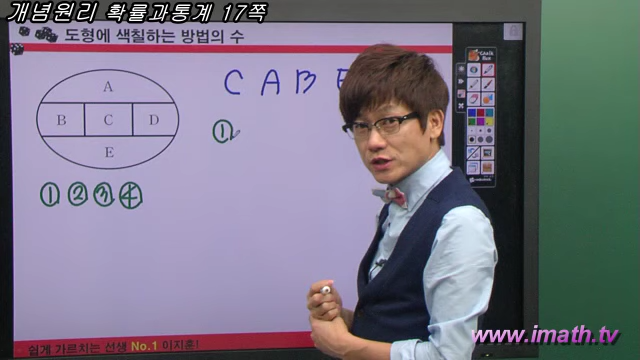 개념원리 확률과통계 17쪽
도형에 색칠하는 방법의 수
C A B E
A
B C D
E
①
① ② ③ ④
쉽게 가르치는 선생 No.1 이지훈!
www.imath.tv